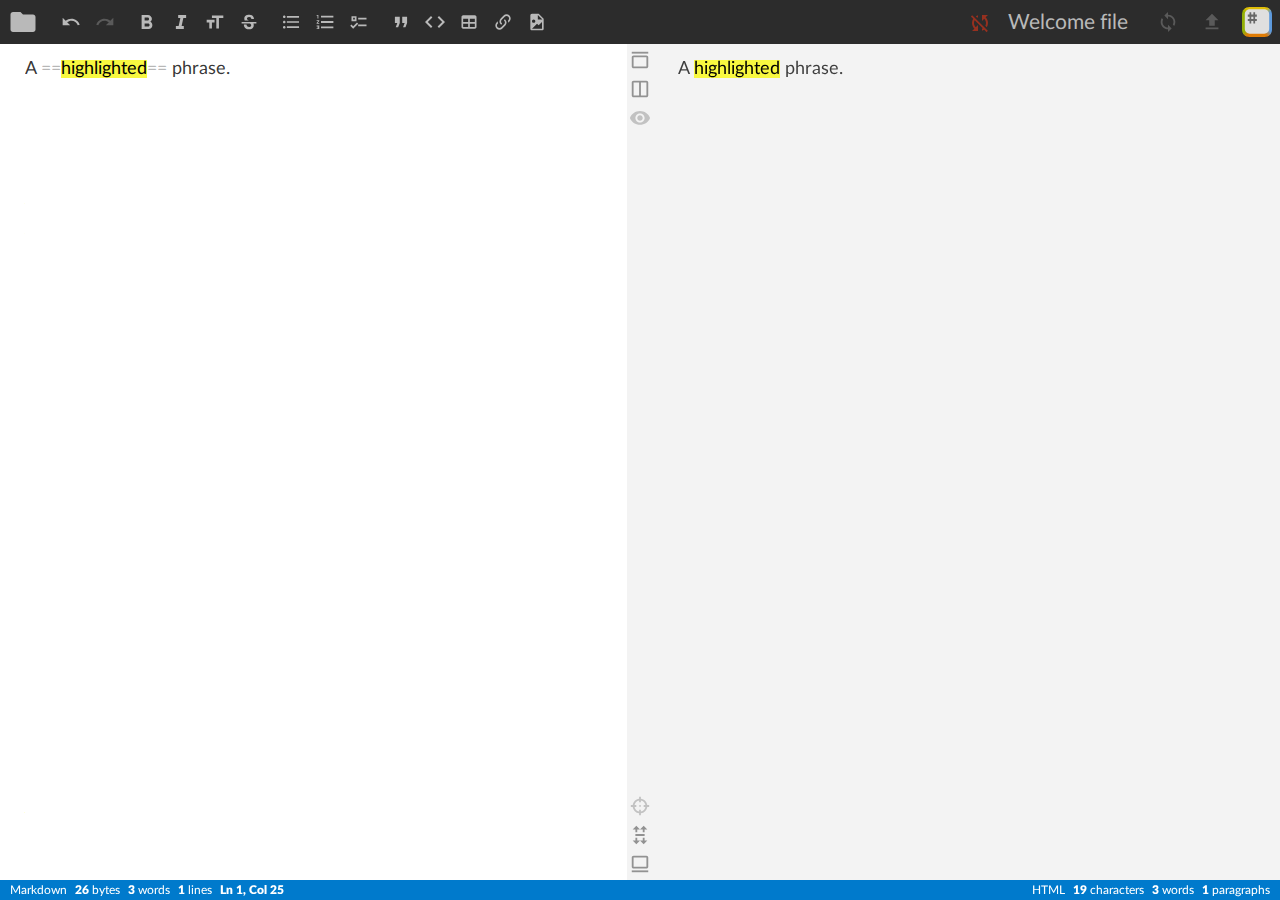 Welcome file
A ==highlighted== phrase.
A highlighted phrase.
Markdown 26 bytes 3 words 1 lines Ln 1, Col 25
HTML 19 characters 3 words 1 paragraphs